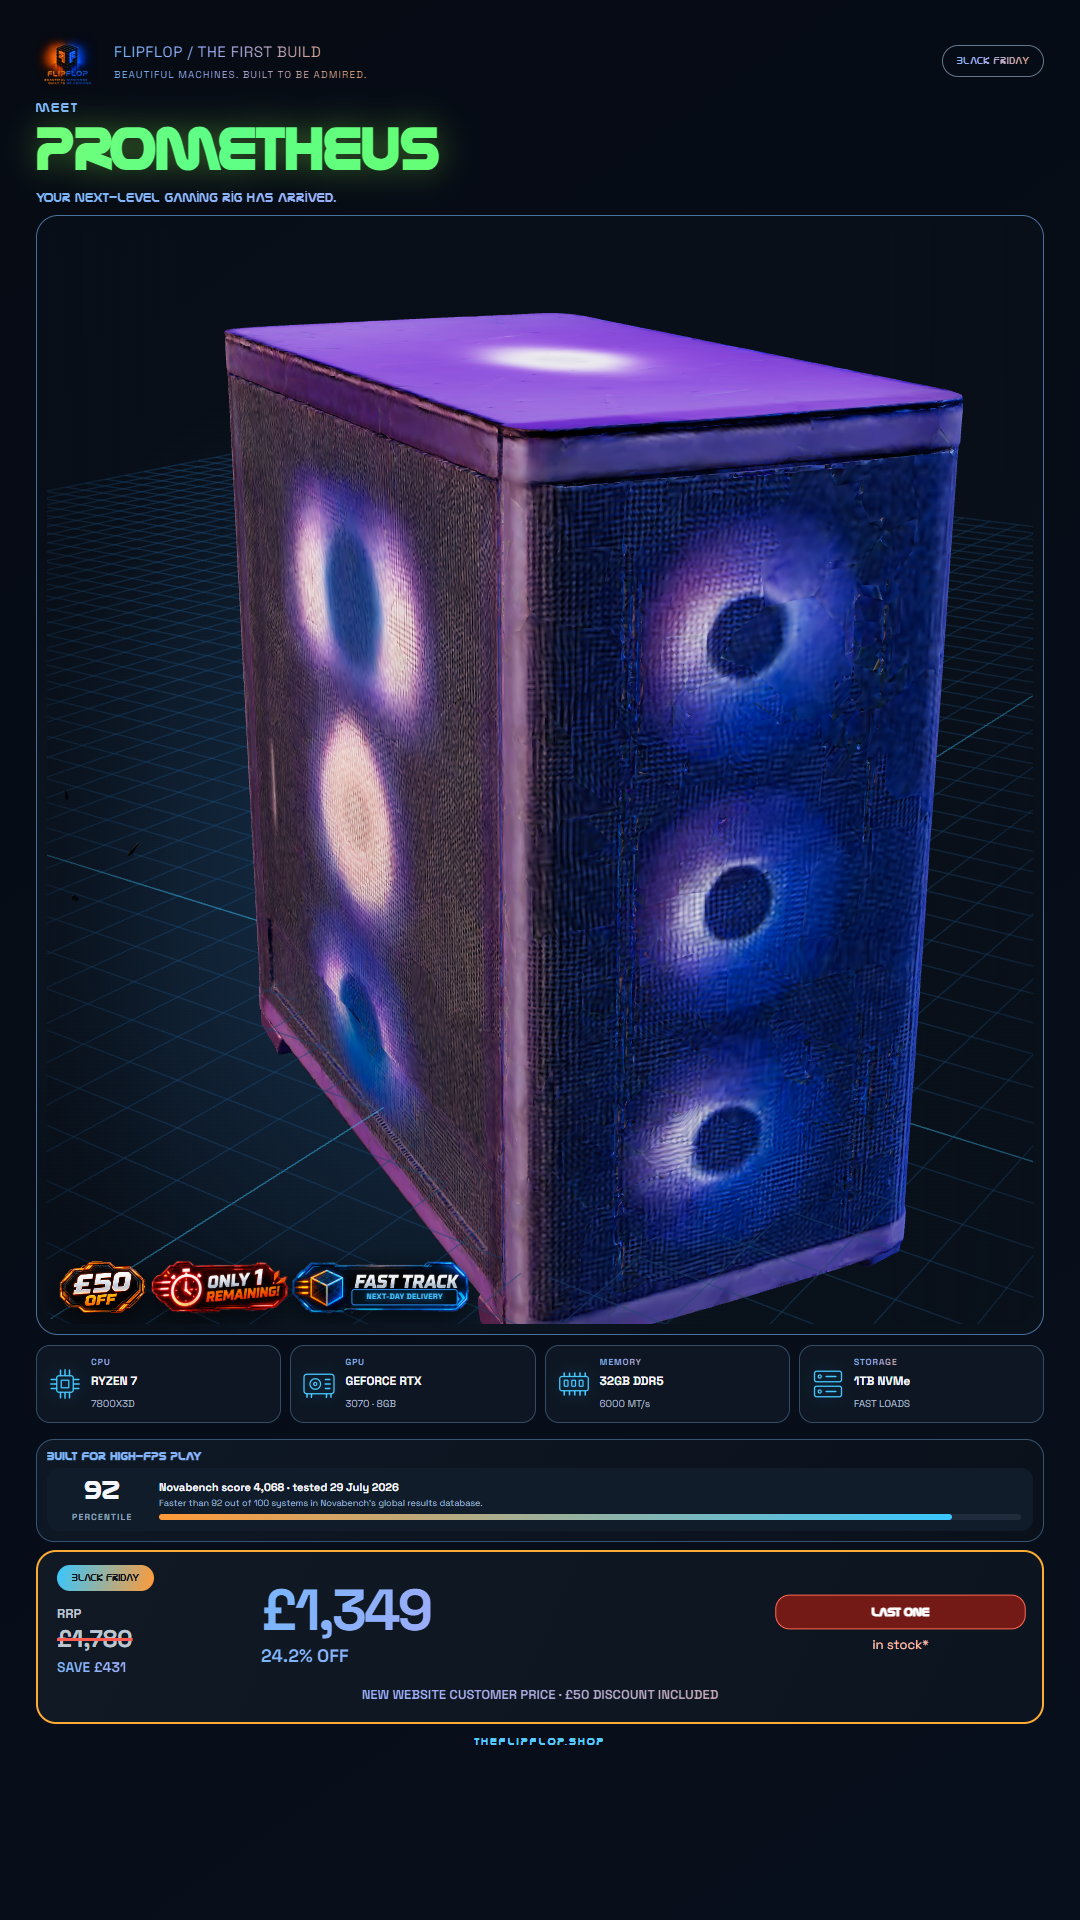 FLIPFLOP
FLIPFLOP / THE FIRST BUILD
BEAUTIFUL MACHINES. BUILT TO BE ADMIRED.
BLACK FRIDAY
MEET
PROMETHEUS
YOUR NEXT-LEVEL GAMING RIG HAS ARRIVED.
£50
OFF
ONLY 1
REMAINING!
FAST TRACK
NEXT-DAY DELIVERY
CPU
RYZEN 7
7800X3D
GPU
GEFORCE RTX
3070 · 8GB
MEMORY
32GB DDR5
6000 MT/s
STORAGE
1TB NVMe
FAST LOADS
BUILT FOR HIGH-FPS PLAY
92
PERCENTILE
Novabench score 4,068 · tested 29 July 2026
Faster than 92 out of 100 systems in Novabench's global results database.
BLACK FRIDAY
RRP
£1,780
SAVE £431
£1,349
24.2% OFF
LAST ONE
in stock*
NEW WEBSITE CUSTOMER PRICE · £50 DISCOUNT INCLUDED
THEFLIPFLOP.SHOP